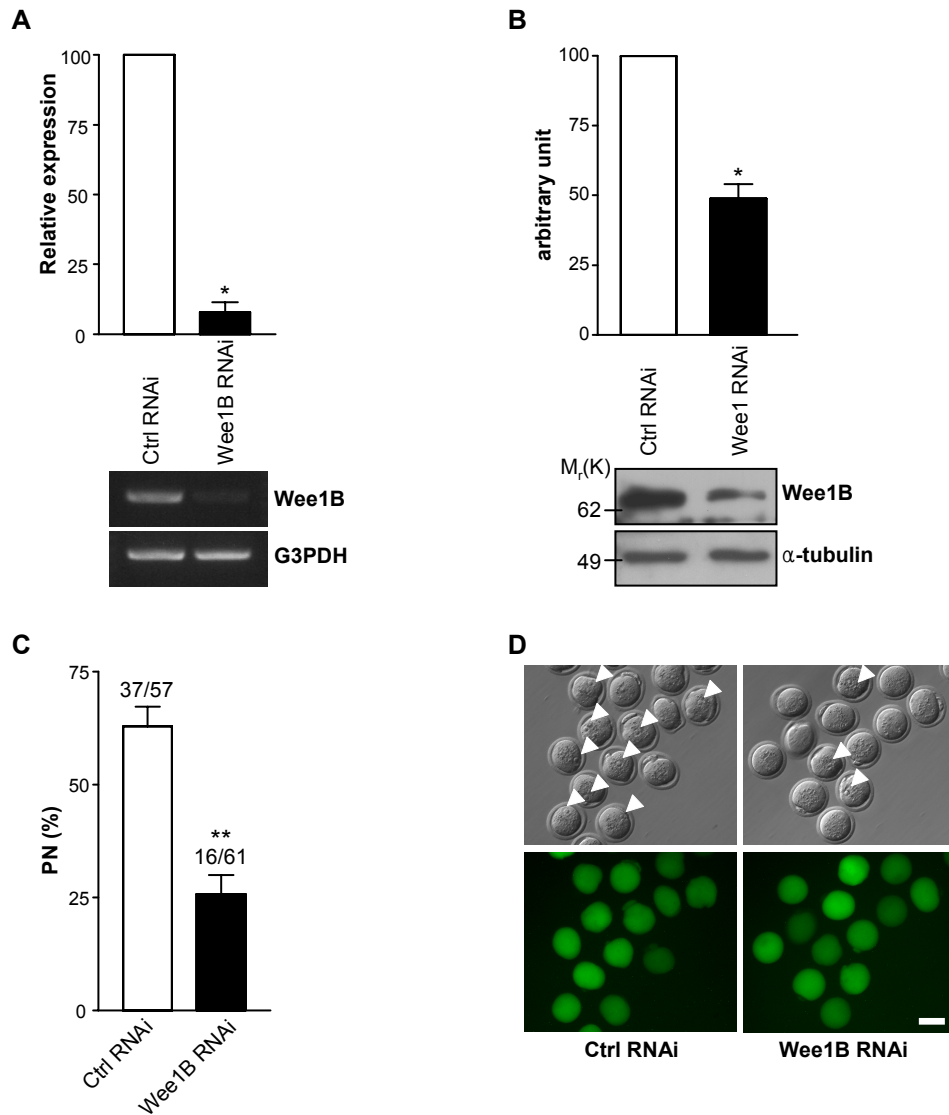 A
Relative expression
100
75
50
25
0
*
Ctrl RNAi
Wee1B RNAi
Wee1B
G3PDH
B
arbitrary unit
100
75
50
25
0
*
Ctrl RNAi
Wee1 RNAi
Mr(K)
62
Wee1B
49
α-tubulin
C
PN (%)
75
50
25
0
37/57
**
16/61
Ctrl RNAi
Wee1B RNAi
D
Ctrl RNAi
Wee1B RNAi